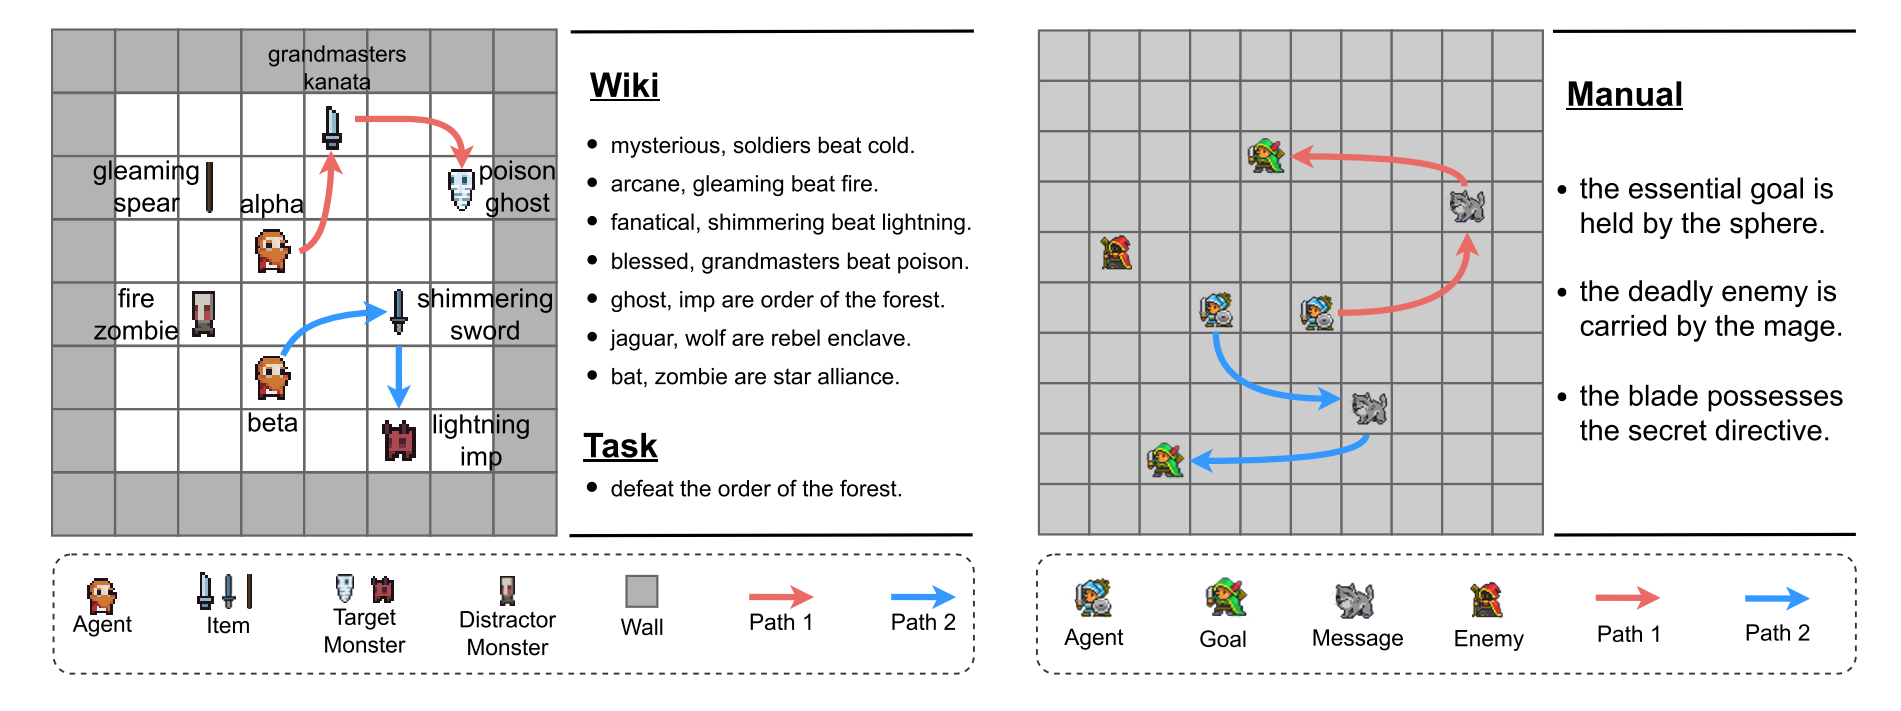 grandmasters
kanata
gleaming
spear
poison
ghost
alpha
fire
zombie
shimmering
sword
beta
lightning
imp
Wiki
• mysterious, soldiers beat cold.
• arcane, gleaming beat fire.
• fanatical, shimmering beat lightning.
• blessed, grandmasters beat poison.
• ghost, imp are order of the forest.
• jaguar, wolf are rebel enclave.
• bat, zombie are star alliance.
Task
• defeat the order of the forest.
Agent
Item
Target
Monster
Distractor
Monster
Wall
Path 1
Path 2
Manual
• the essential goal is
held by the sphere.
• the deadly enemy is
carried by the mage.
• the blade possesses
the secret directive.
Agent
Goal
Message
Enemy
Path 1
Path 2